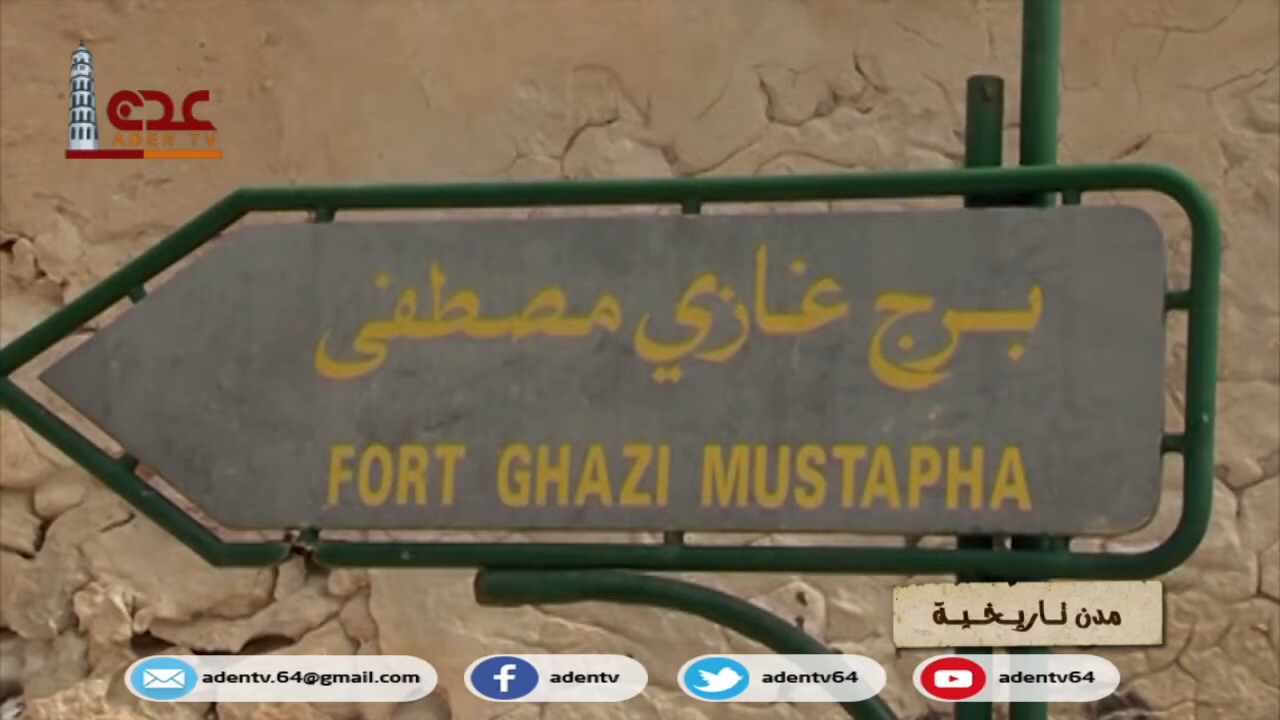 عدن
ADEN TV
برج غازي مصطفى
FORT GHAZI MUSTAPHA
مدن تاريخية
adentv.64@gmail.com
adentv
adentv64
adentv64